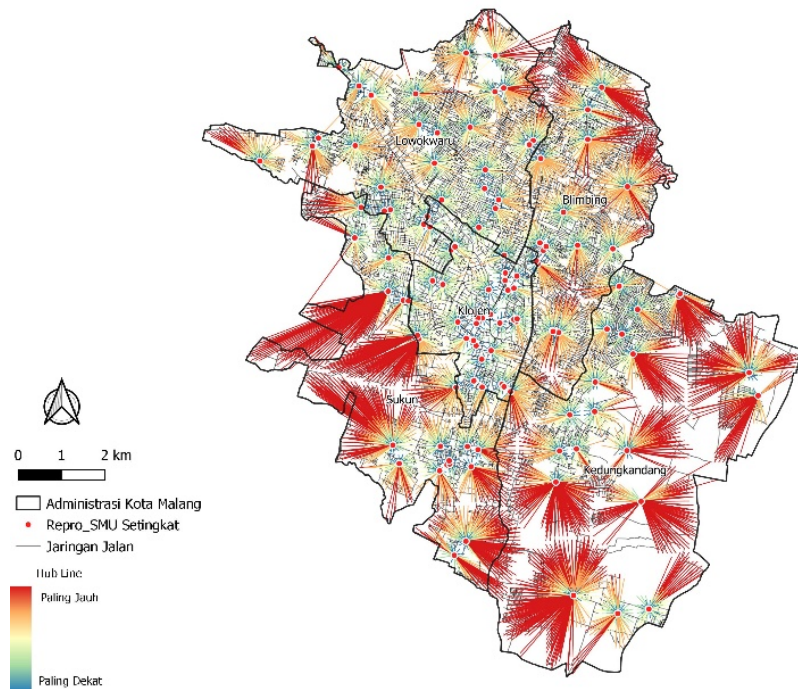 Lowokwaru
Blimbing
Klojen
Sukun
Kedungkandang
0 1 2 km
Administrasi Kota Malang
Repro_SMU Setingkat
Jaringan Jalan
Hub Line
Paling Jauh
Paling Dekat